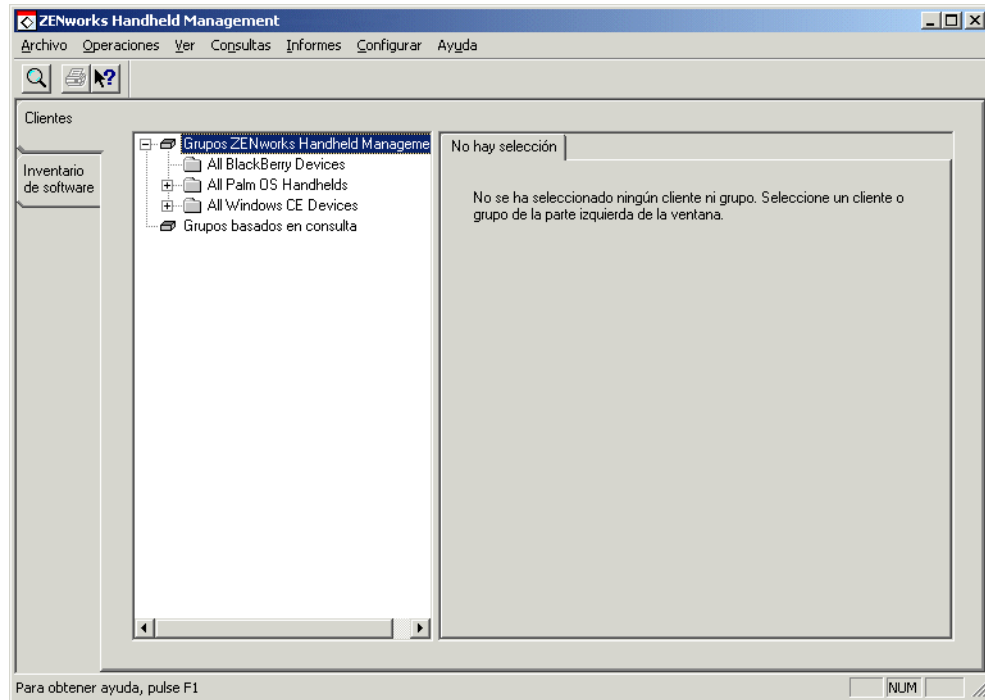 ZENworks Handheld Management
Archivo Operaciones Ver Consultas Informes Configurar Ayuda
Clientes
Inventario
de software
Grupos ZENworks Handheld Manageme
All BlackBerry Devices
All Palm OS Handhelds
All Windows CE Devices
Grupos basados en consulta
No hay selección
No se ha seleccionado ningún cliente ni grupo. Seleccione un cliente o
grupo de la parte izquierda de la ventana.
Para obtener ayuda, pulse F1
NUM